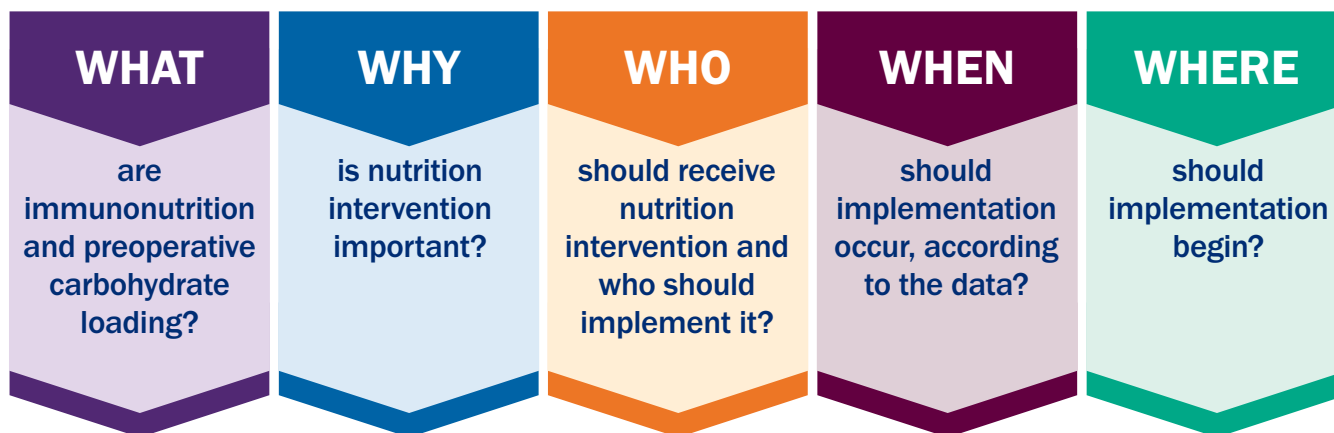 WHAT
are
immunonutrition
and preoperative
carbohydrate
loading?
WHY
is nutrition
intervention
important?
WHO
should receive
nutrition
intervention and
who should
implement it?
WHEN
should
implementation
occur, according
to the data?
WHERE
should
implementation
begin?